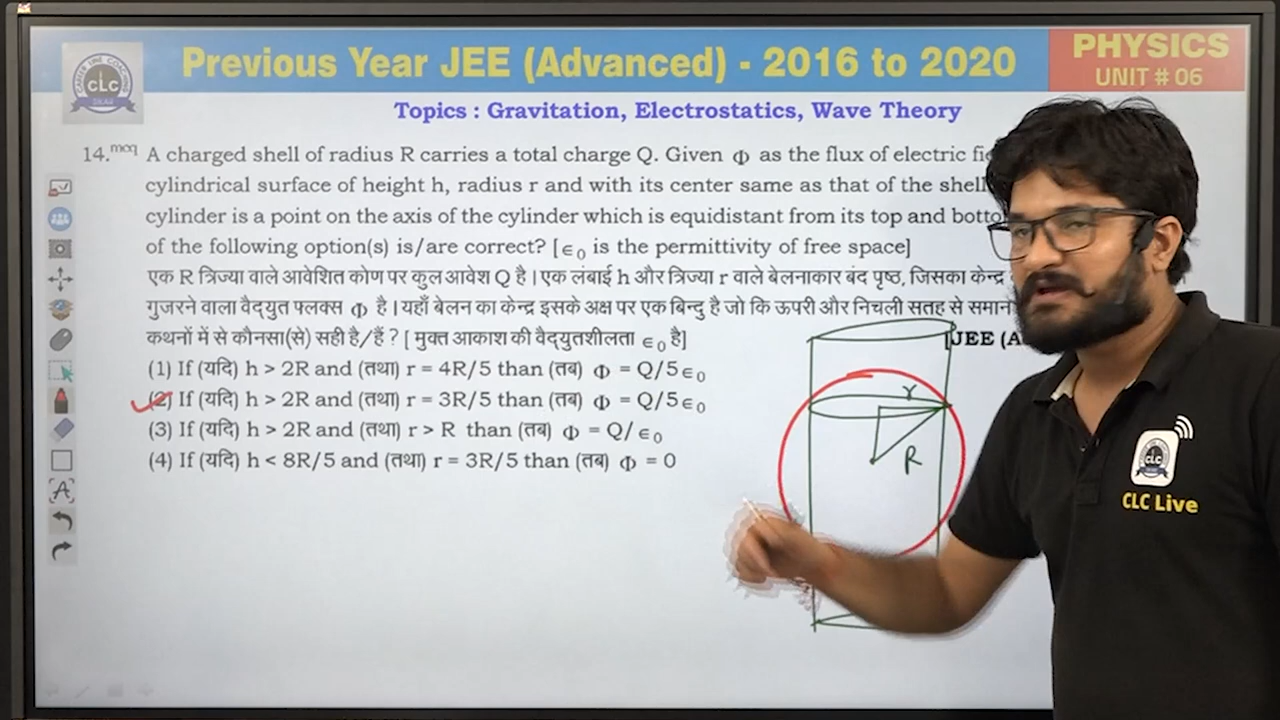 Previous Year JEE (Advanced) - 2016 to 2020
PHYSICS
UNIT # 06
CLC
Topics : Gravitation, Electrostatics, Wave Theory
14.mcq A charged shell of radius R carries a total charge Q. Given Φ as the flux of electric
cylindrical surface of height h, radius r and with its center same as that of the shell
cylinder is a point on the axis of the cylinder which is equidistant from its top and
of the following option(s) is/are correct? [∈0 is the permittivity of free space]
एक R त्रिज्या वाले आवेशित कोण पर कुल आवेश Q है। एक लंबाई h और त्रिज्या r वाले बेलनाकार बंद पृष्ठ, जिसका केन्द्र
गुजरने वाला वैद्युत फ्लक्स Φ है। यहाँ बेलन का केन्द्र इसके अक्ष पर एक बिन्दु है जो कि ऊपरी और निचली सतह से
कथनों में से कौनसा(से) सही है/हैं ? [ मुक्त आकाश की वैद्युतशीलता ∈0 है]
[JEE
(1) If (यदि) h > 2R and (तथा) r = 4R/5 than (तब) Φ = Q/5∈0
(2) If (यदि) h > 2R and (तथा) r = 3R/5 than (तब) Φ = Q/5∈0
(3) If (यदि) h > 2R and (तथा) r > R than (तब) Φ = Q/∈0
(4) If (यदि) h < 8R/5 and (तथा) r = 3R/5 than (तब) Φ = 0
r
R
CLC
CLC Live